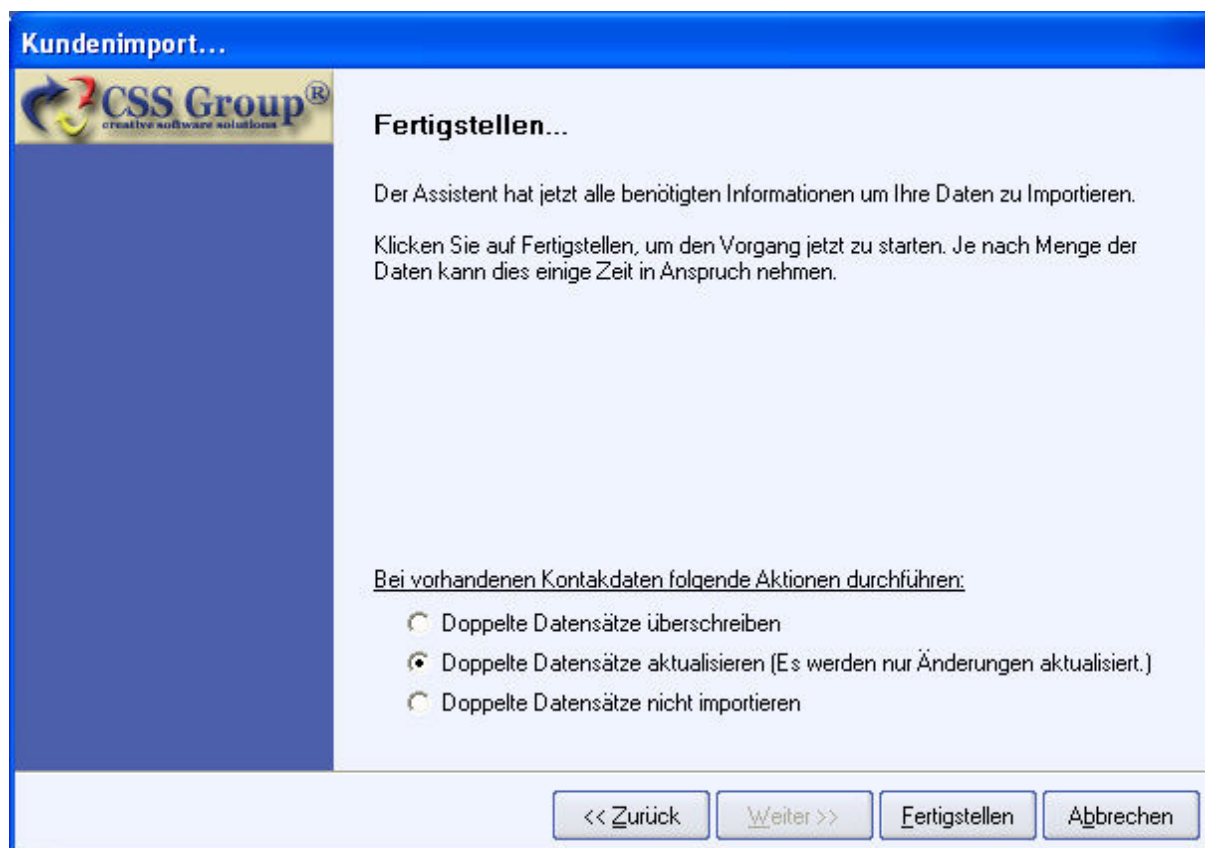 Kundenimport...
CSS Group®
creative software solutions
Fertigstellen...
Der Assistent hat jetzt alle benötigten Informationen um Ihre Daten zu Importieren.
Klicken Sie auf Fertigstellen, um den Vorgang jetzt zu starten. Je nach Menge der
Daten kann dies einige Zeit in Anspruch nehmen.
Bei vorhandenen Kontakdaten folgende Aktionen durchführen:
Doppelte Datensätze überschreiben
Doppelte Datensätze aktualisieren (Es werden nur Änderungen aktualisiert.)
Doppelte Datensätze nicht importieren
<< Zurück Weiter >> Fertigstellen Abbrechen